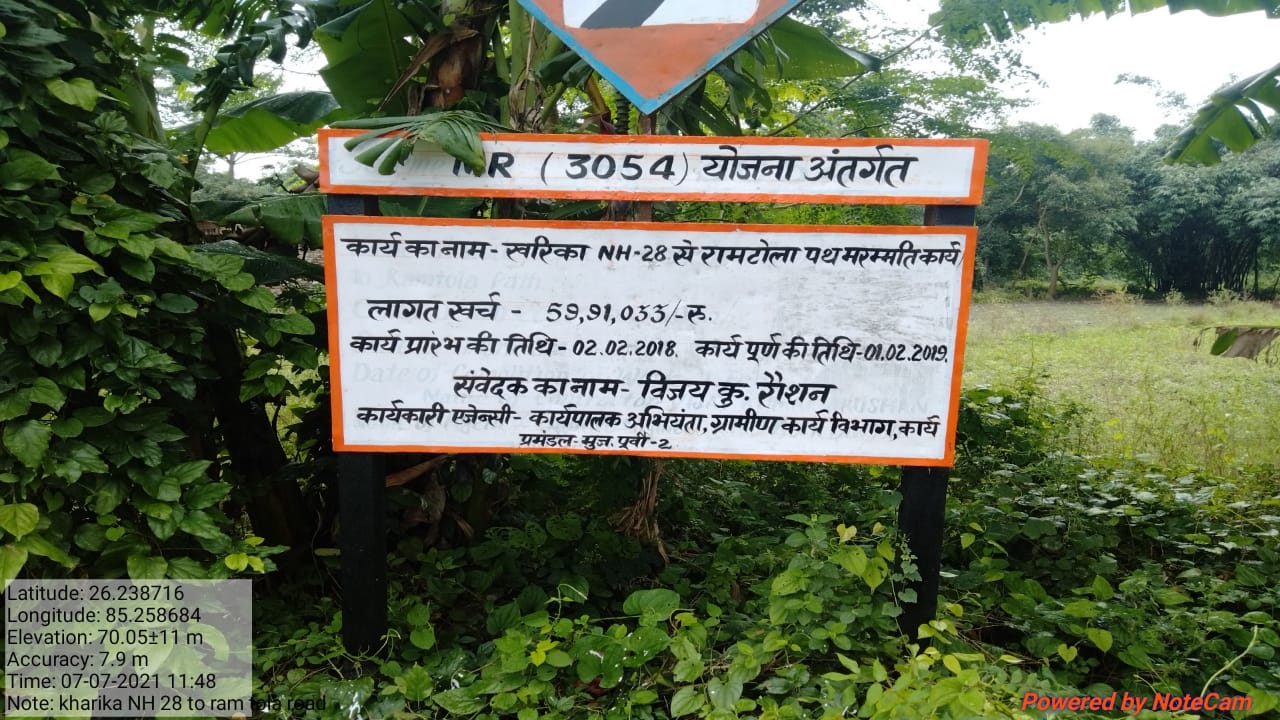 MR (3054) योजना अंतर्गत
कार्य का नाम - खरिका NH-28 से रामटोला पथ मरम्मति कार्य
लागत खर्च - 59,91,033/-रु.
कार्य प्रारंभ की तिथि - 02.02.2018. कार्य पूर्ण की तिथि - 01.02.2019.
संवेदक का नाम - विजय कु. रौशन
कार्यकारी एजेन्सी - कार्यपालक अभियंता, ग्रामीण कार्य विभाग, कार्य
प्रमंडल - मुज. पूर्वी - 2
Latitude: 26.238716
Longitude: 85.258684
Elevation: 70.05±11 m
Accuracy: 7.9 m
Time: 07-07-2021 11:48
Note: kharika NH 28 to ram tola road
Powered by NoteCam